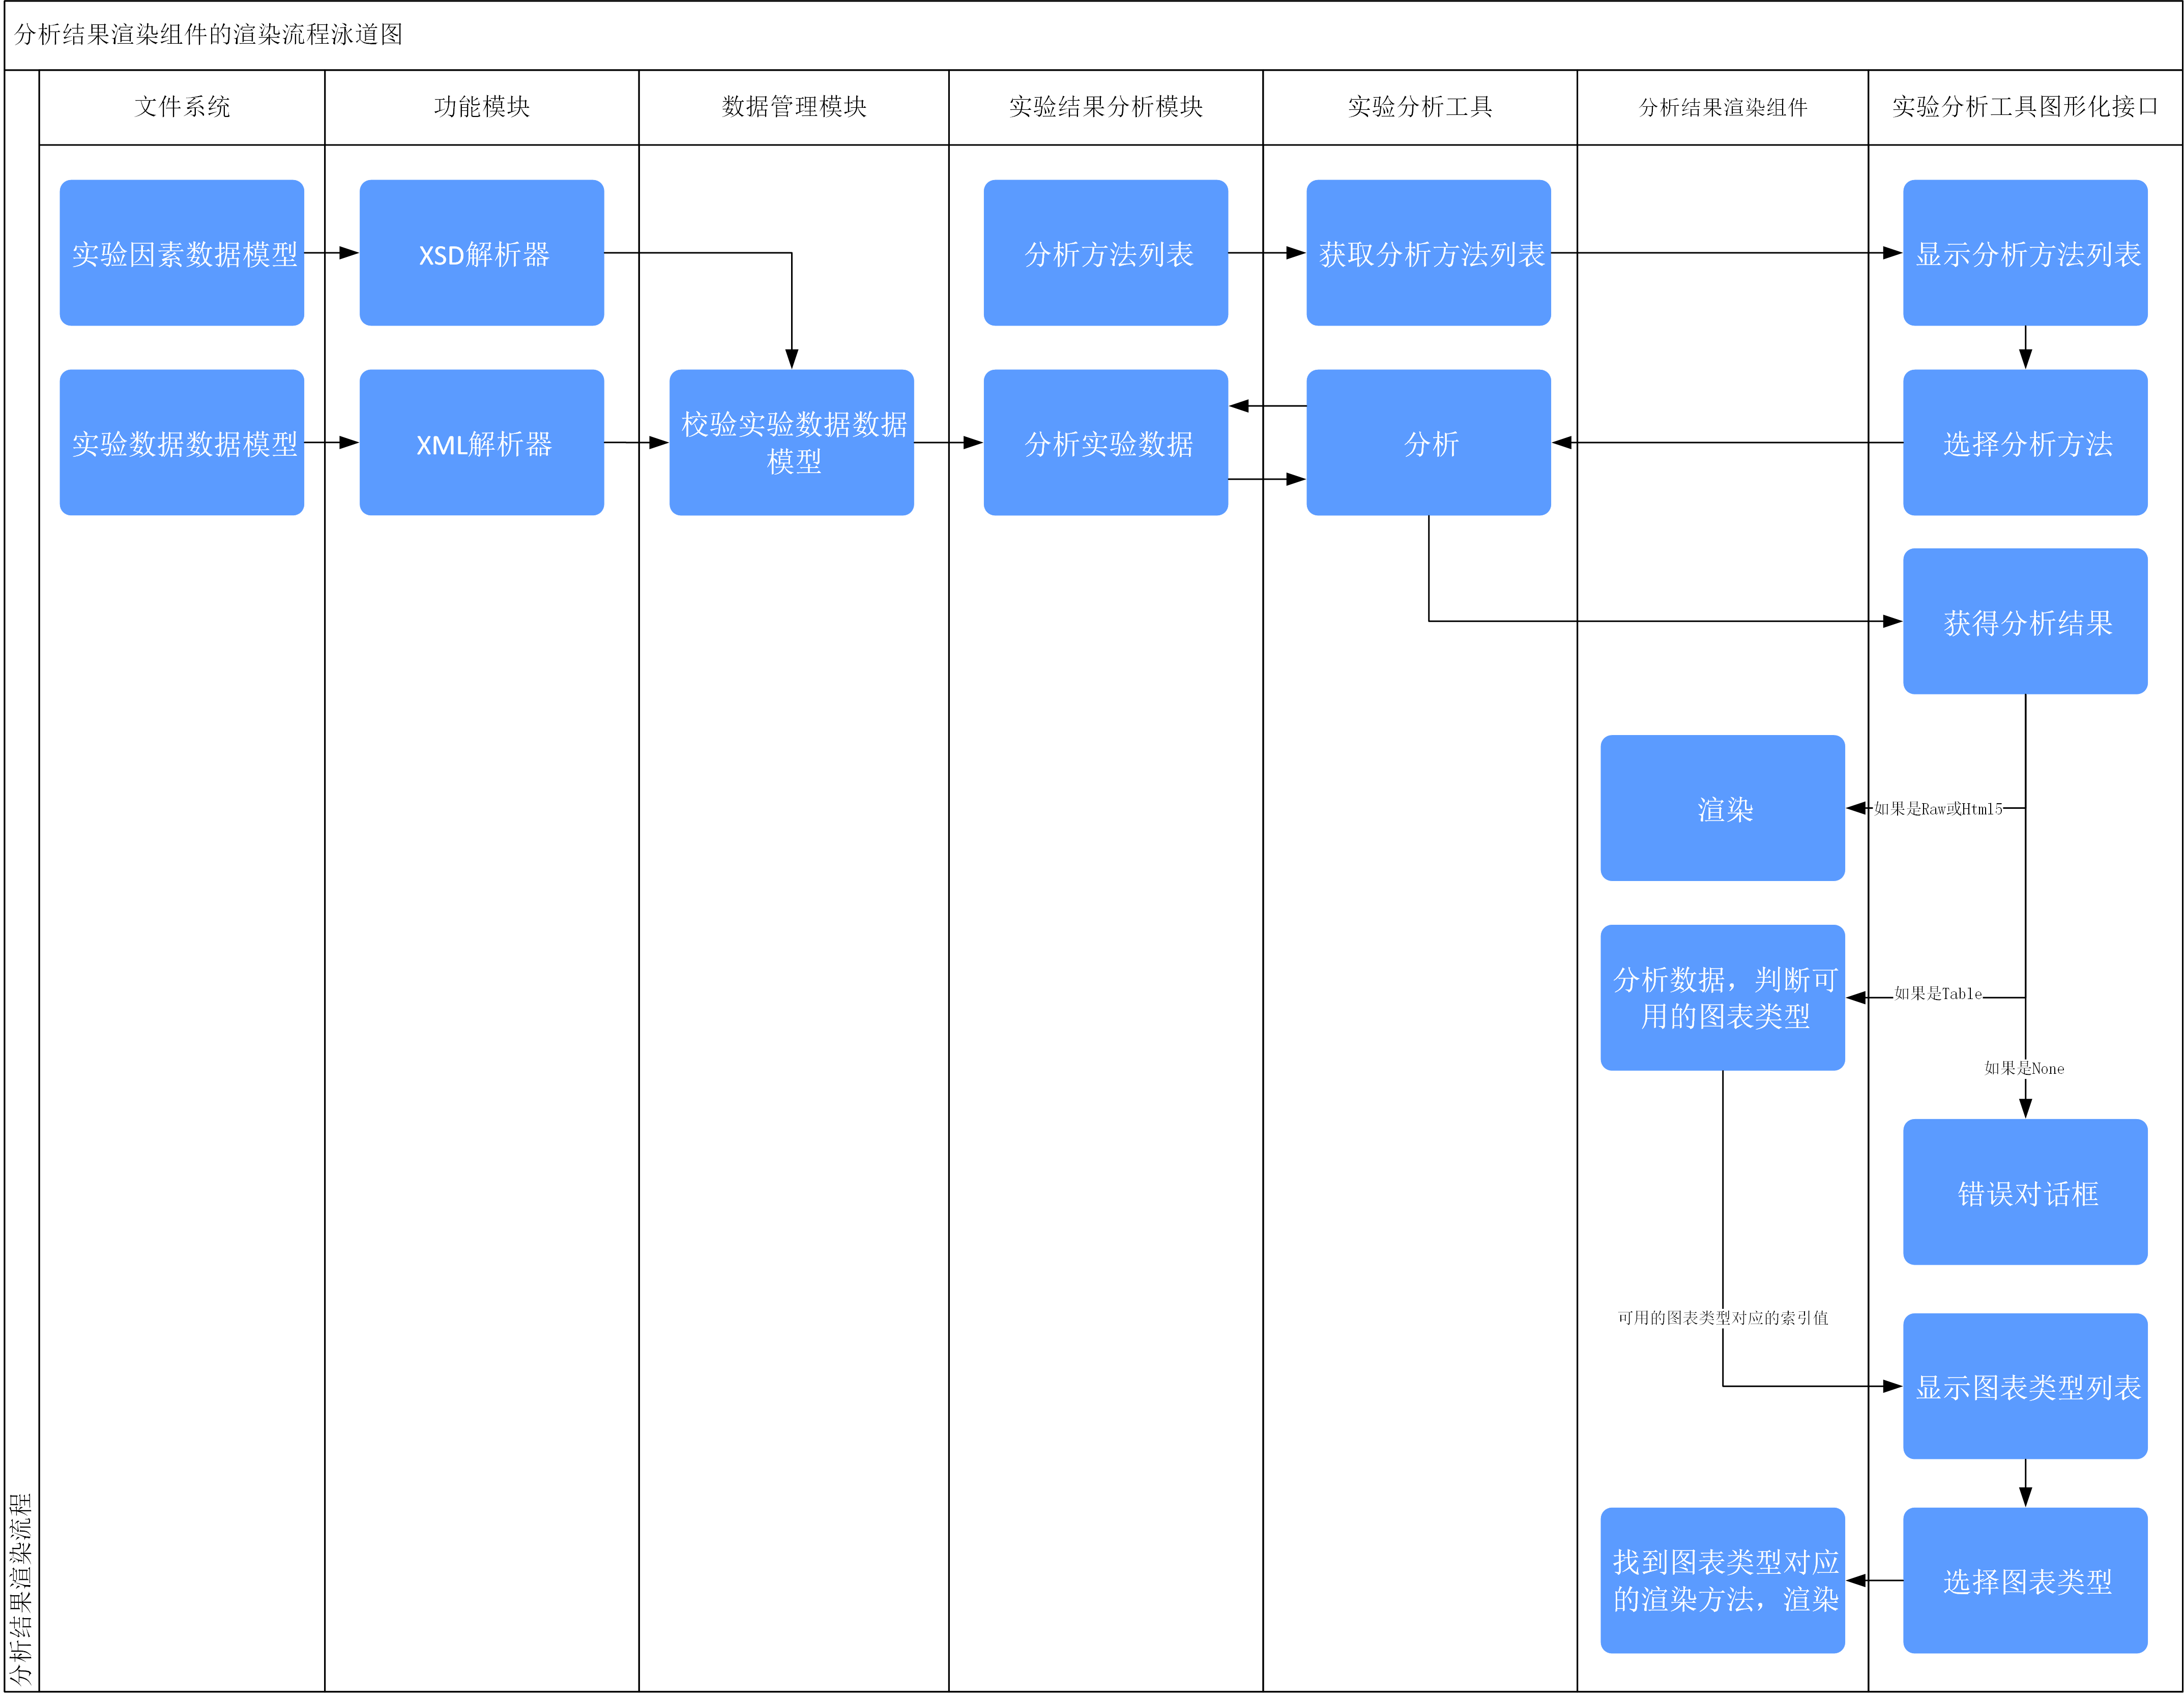 分析结果渲染组件的渲染流程泳道图
文件系统
功能模块
数据管理模块
实验结果分析模块
实验分析工具
分析结果渲染组件
实验分析工具图形化接口
实验因素数据模型
XSD解析器
分析方法列表
获取分析方法列表
显示分析方法列表
实验数据数据模型
XML解析器
校验实验数据数据
模型
分析实验数据
分析
选择分析方法
获得分析结果
渲染
如果是Raw或Html5
分析数据，判断可
用的图表类型
如果是Table
如果是None
错误对话框
可用的图表类型对应的索引值
显示图表类型列表
找到图表类型对应
的渲染方法，渲染
选择图表类型
分析结果渲染流程